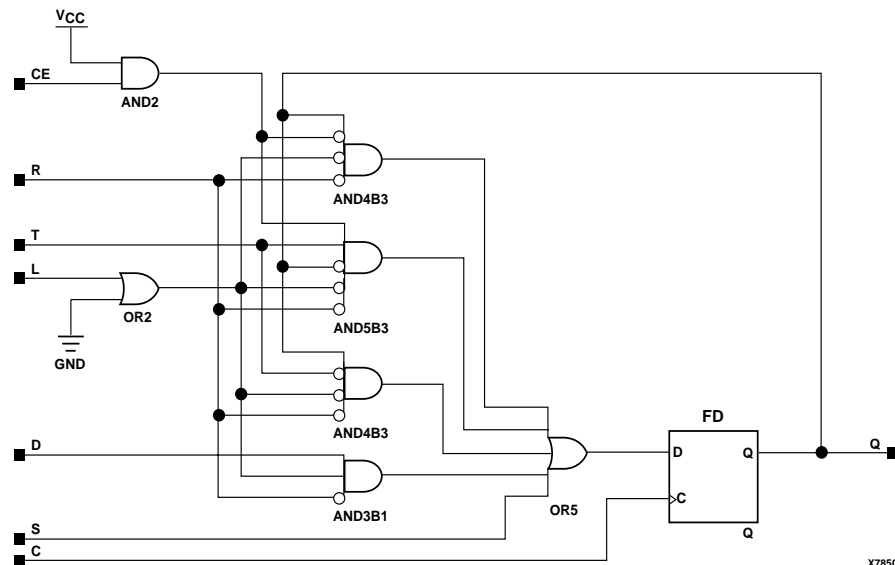 VCC
CE
AND2
R
AND4B3
T
L
OR2
AND5B3
GND
AND4B3
FD
D
D
Q
Q
C
OR5
AND3B1
S
Q
C